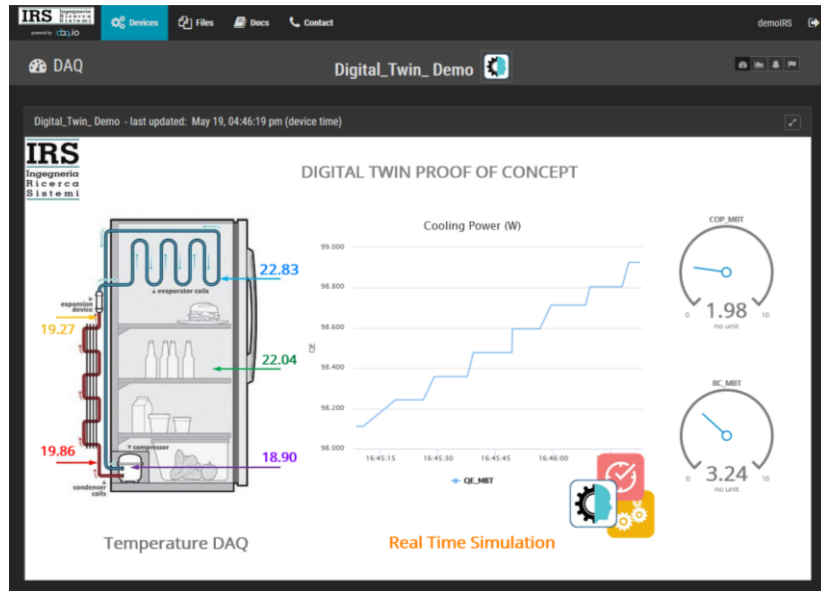 IRS Ingegneria Ricerca Sistemi
powered by daq.io
Devices
Files
Docs
Contact
demoIRS
DAQ
Digital_Twin_ Demo
Digital_Twin_ Demo - last updated: May 19, 04:46:19 pm (device time)
IRS
Ingegneria
Ricerca
Sistemi
DIGITAL TWIN PROOF OF CONCEPT
22.83
evaporator coils
expansion
device
19.27
22.04
19.86
compressor
18.90
condenser
coils
Temperature DAQ
Cooling Power (W)
99.000
98.800
98.600
98.400
98.200
98.000
QE
16:45:15
16:45:30
16:45:45
16:46:00
QE_MBT
Real Time Simulation
COP_MBT
1.98
0
10
no unit
RC_MBT
3.24
0
10
no unit